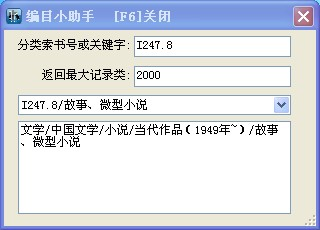 编目小助手 [F6]关闭
分类索书号或关键字: I247.8
返回最大记录类: 2000
I247.8/故事、微型小说
文学/中国文学/小说/当代作品(1949年~)/故事
、微型小说